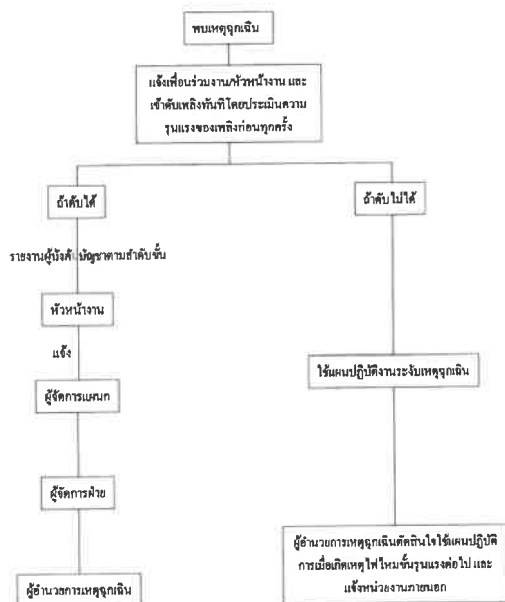 พบเหตุฉุกเฉิน
แจ้งเพื่อนร่วมงาน/หัวหน้างาน และ
เข้าดับเพลิงทันทีโดยประเมินความ
รุนแรงของเพลิงก่อนทุกครั้ง
ถ้าดับได้
ถ้าดับไม่ได้
รายงานผู้บังคับบัญชาตามลำดับขั้น
หัวหน้างาน
แจ้ง
ผู้จัดการแผนก
ใช้แผนปฏิบัติงานระงับเหตุฉุกเฉิน
ผู้จัดการฝ่าย
ผู้อำนวยการเหตุฉุกเฉินตัดสินใจใช้แผนปฏิบัติ
การเมื่อเกิดเหตุไฟไหม้ขั้นรุนแรงต่อไป และ
แจ้งหน่วยงานภายนอก
ผู้อำนวยการเหตุฉุกเฉิน